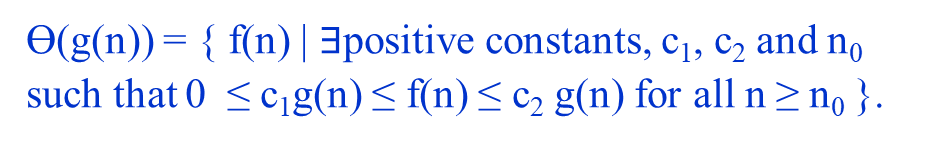 Θ(g(n)) = { f(n) | ∃positive constants, c₁, c₂ and n₀
such that 0 ≤ c₁g(n) ≤ f(n) ≤ c₂ g(n) for all n ≥ n₀ }.